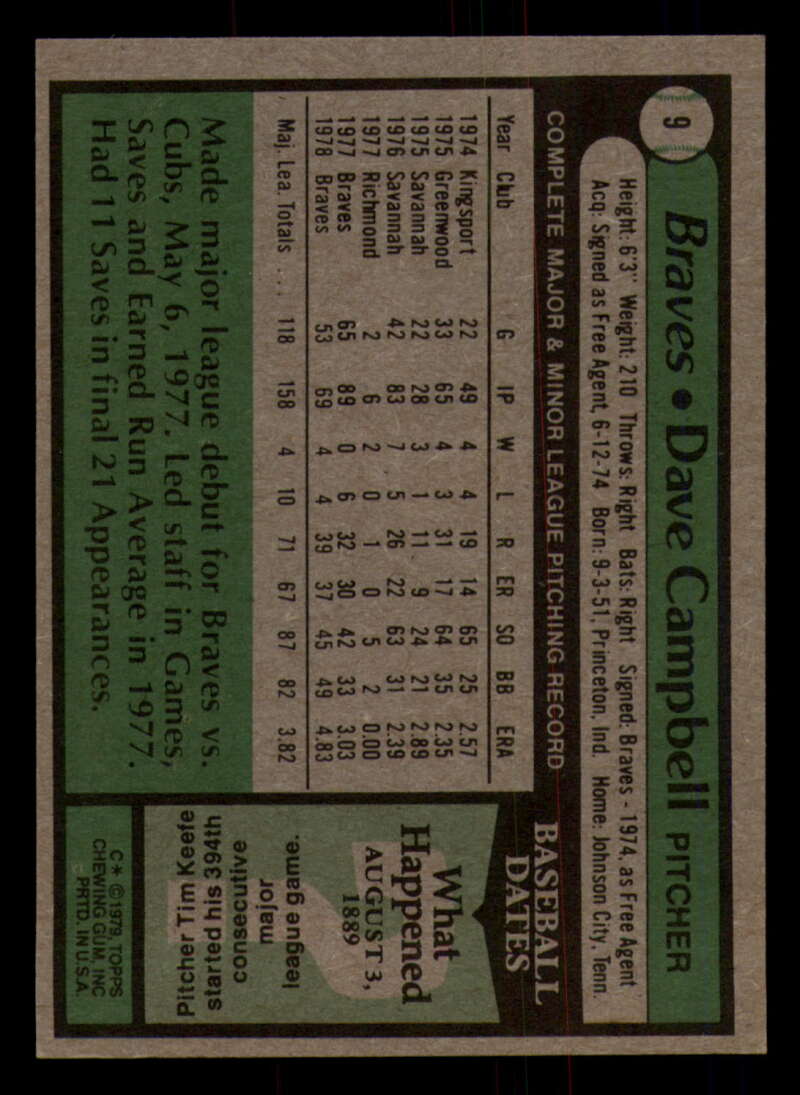 9
Braves • Dave Campbell PITCHER
Height: 6'3" Weight: 210 Throws: Right Bats: Right Signed: Braves - 1974, as Free Agent
Acq: Signed as Free Agent, 6-12-74 Born: 9-3-51, Princeton, Ind. Home: Johnson City, Tenn.
COMPLETE MAJOR & MINOR LEAGUE PITCHING RECORD
Year Club G IP W L R ER SO BB ERA
1974 Kingsport 22 49 4 4 19 14 65 25 2.57
1975 Greenwood 33 65 4 3 31 17 64 35 2.35
1975 Savannah 22 28 3 1 11 9 24 21 2.89
1976 Savannah 42 83 7 5 26 22 63 31 2.39
1977 Richmond 2 6 2 0 1 0 5 2 0.00
1977 Braves 65 89 0 6 32 30 42 33 3.03
1978 Braves 53 69 4 4 39 37 45 49 4.83
Maj. Lea. Totals . . . 118 158 4 10 71 67 87 82 3.82
Made major league debut for Braves vs.
Cubs, May 6, 1977. Led staff in Games,
Saves and Earned Run Average in 1977.
Had 11 Saves in final 21 Appearances.
BASEBALL
DATES
What
Happened
AUGUST 3,
1889
Pitcher Tim Keefe
started his 394th
consecutive
major
league game.
C* © 1979 TOPPS
CHEWING GUM, INC
PRTD. IN U.S.A.